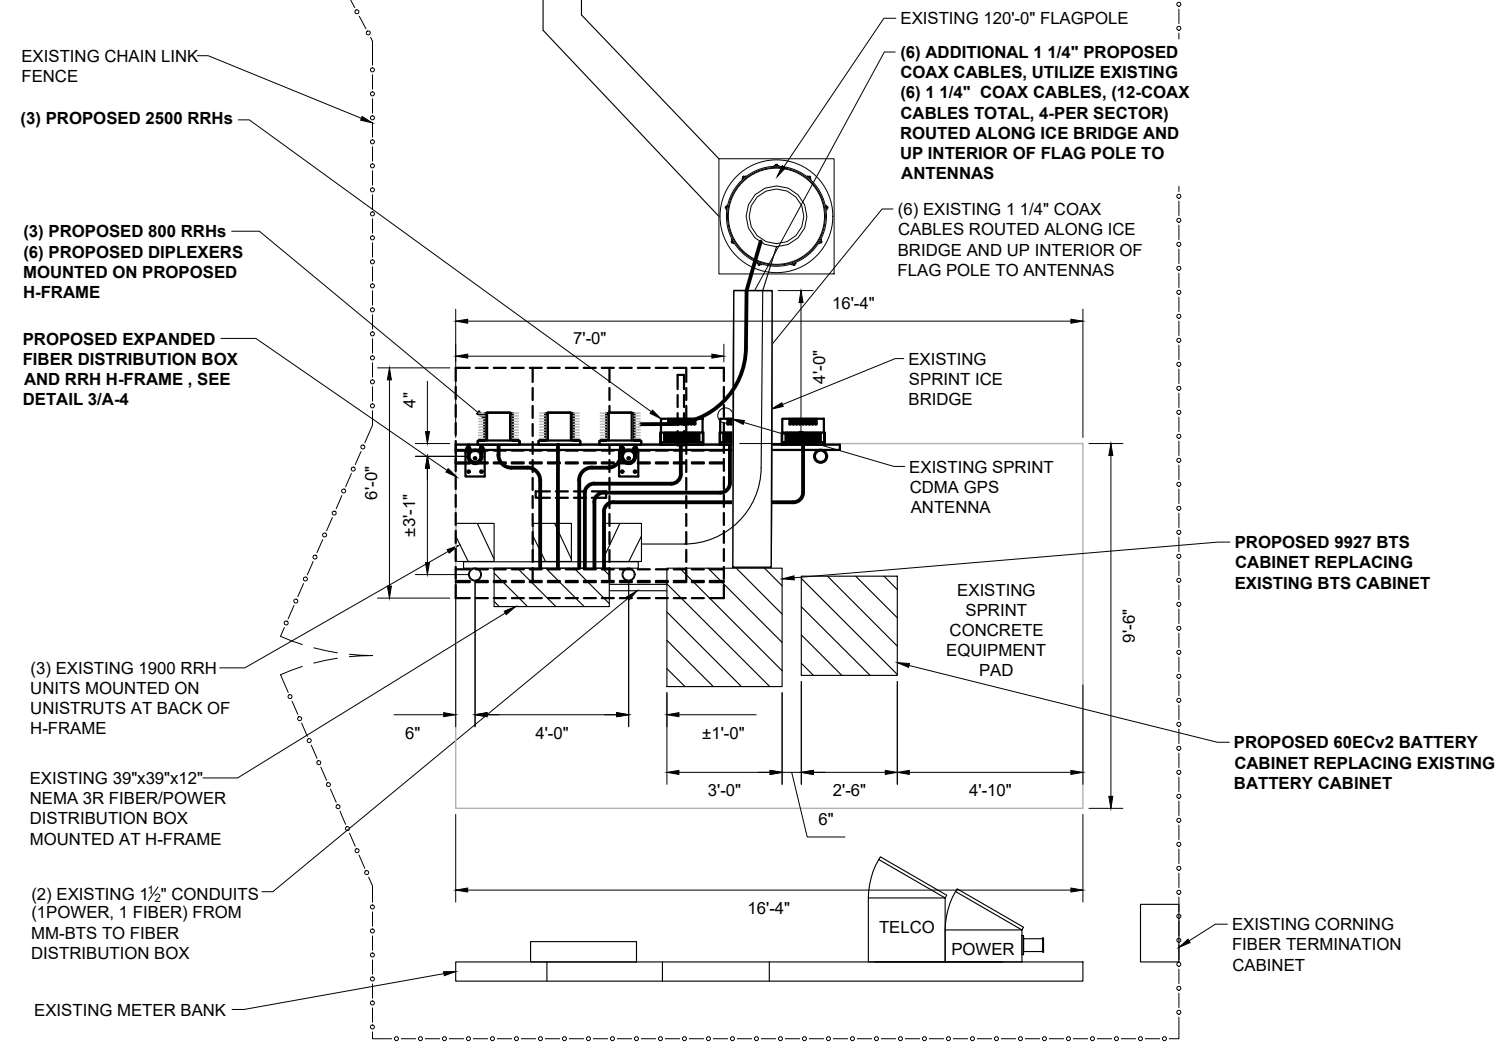 EXISTING CHAIN LINK
FENCE
(3) PROPOSED 2500 RRHs
(3) PROPOSED 800 RRHs
(6) PROPOSED DIPLEXERS
MOUNTED ON PROPOSED
H-FRAME
PROPOSED EXPANDED
FIBER DISTRIBUTION BOX
AND RRH H-FRAME , SEE
DETAIL 3/A-4
(3) EXISTING 1900 RRH
UNITS MOUNTED ON
UNISTRUTS AT BACK OF
H-FRAME
EXISTING 39"x39"x12"
NEMA 3R FIBER/POWER
DISTRIBUTION BOX
MOUNTED AT H-FRAME
(2) EXISTING 1½" CONDUITS
(1POWER, 1 FIBER) FROM
MM-BTS TO FIBER
DISTRIBUTION BOX
EXISTING METER BANK
EXISTING 120'-0" FLAGPOLE
(6) ADDITIONAL 1 1/4" PROPOSED
COAX CABLES, UTILIZE EXISTING
(6) 1 1/4" COAX CABLES, (12-COAX
CABLES TOTAL, 4-PER SECTOR)
ROUTED ALONG ICE BRIDGE AND
UP INTERIOR OF FLAG POLE TO
ANTENNAS
(6) EXISTING 1 1/4" COAX
CABLES ROUTED ALONG ICE
BRIDGE AND UP INTERIOR OF
FLAG POLE TO ANTENNAS
16'-4"
7'-0"
4'-0"
4"
6'-0"
±3'-1"
EXISTING
SPRINT ICE
BRIDGE
EXISTING SPRINT
CDMA GPS
ANTENNA
PROPOSED 9927 BTS
CABINET REPLACING
EXISTING BTS CABINET
EXISTING
SPRINT
CONCRETE
EQUIPMENT
PAD
9'-6"
6"
4'-0"
±1'-0"
3'-0"
2'-6"
4'-10"
6"
PROPOSED 60ECv2 BATTERY
CABINET REPLACING EXISTING
BATTERY CABINET
16'-4"
TELCO
POWER
EXISTING CORNING
FIBER TERMINATION
CABINET